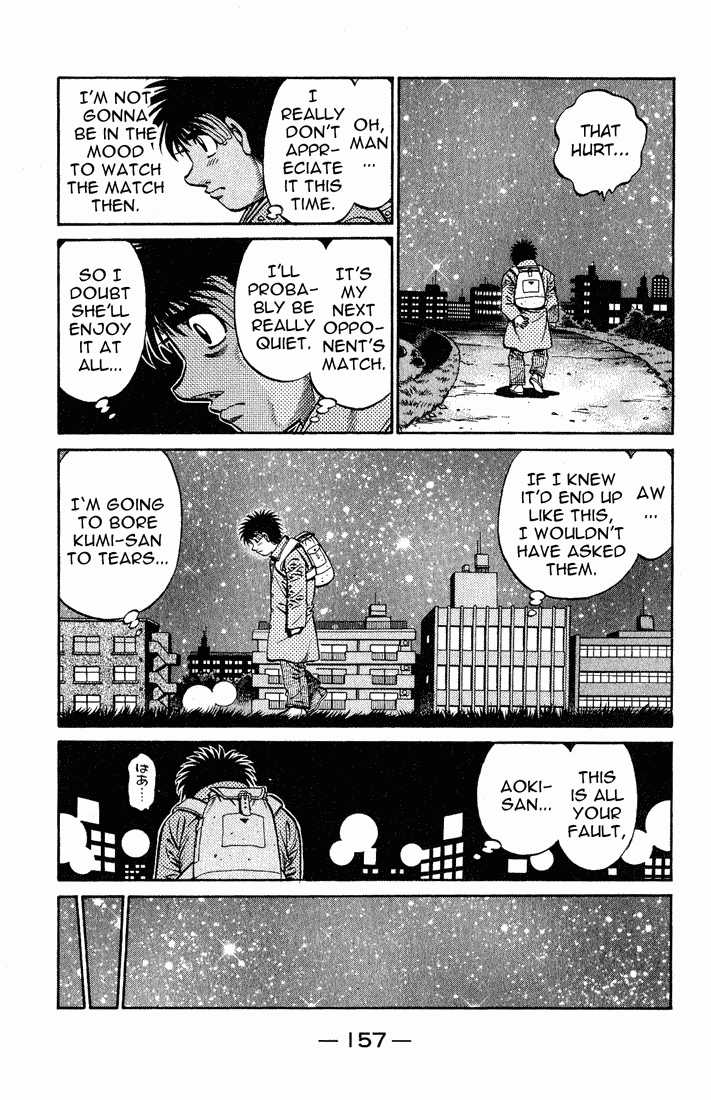 THAT
HURT...
OH,
MAN
...
I
REALLY
DON'T
APPR-
ECIATE
IT THIS
TIME.
I'M NOT
GONNA
BE IN THE
MOOD
TO WATCH
THE MATCH
THEN.
IT'S
MY
NEXT
OPPO-
NENT'S
MATCH.
I'LL
PROBA-
BLY BE
REALLY
QUIET.
SO I
DOUBT
SHE'LL
ENJOY
IT AT
ALL...
AW
...
IF I KNEW
IT'D END UP
LIKE THIS,
I WOULDN'T
HAVE ASKED
THEM.
I'M GOING
TO BORE
KUMI-SAN
TO TEARS...
THIS
IS ALL
YOUR
FAULT,
AOKI-
SAN...
はあ…
— 157 —